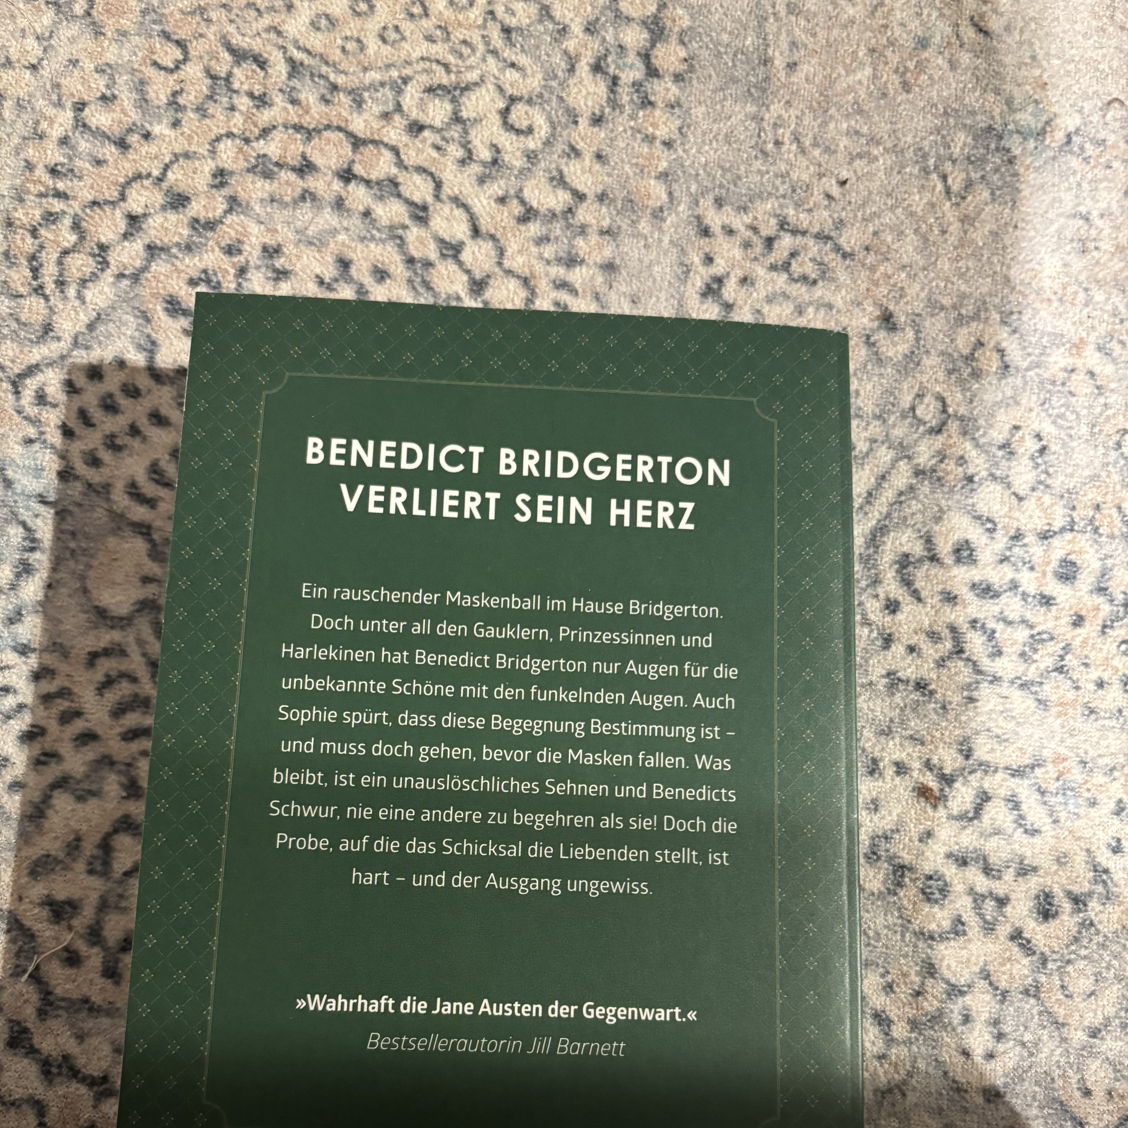 BENEDICT BRIDGERTON
VERLIERT SEIN HERZ
Ein rauschender Maskenball im Hause Bridgerton.
Doch unter all den Gauklern, Prinzessinnen und
Harlekinen hat Benedict Bridgerton nur Augen für die
unbekannte Schöne mit den funkelnden Augen. Auch
Sophie spürt, dass diese Begegnung Bestimmung ist –
und muss doch gehen, bevor die Masken fallen. Was
bleibt, ist ein unauslöschliches Sehnen und Benedicts
Schwur, nie eine andere zu begehren als sie! Doch die
Probe, auf die das Schicksal die Liebenden stellt, ist
hart – und der Ausgang ungewiss.
»Wahrhaft die Jane Austen der Gegenwart.«
Bestsellerautorin Jill Barnett